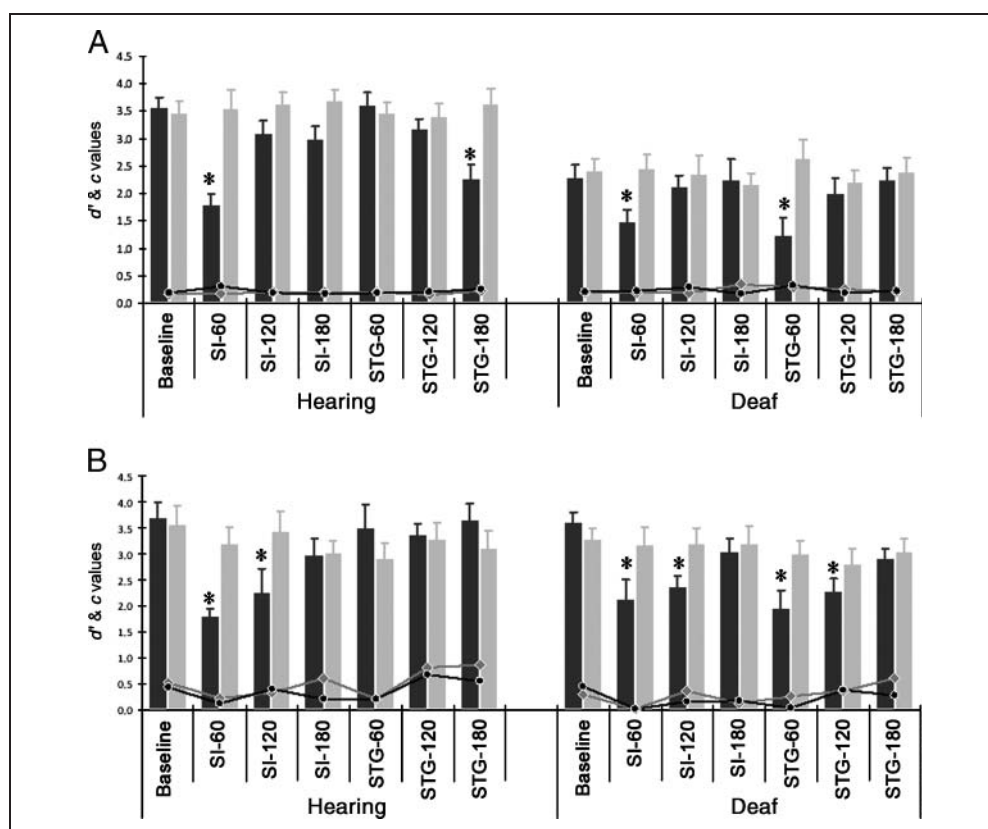 A
d' & c values
4.5
4.0
3.5
3.0
2.5
2.0
1.5
1.0
0.5
0.0
*
*
*
*
Baseline
SI-60
SI-120
SI-180
STG-60
STG-120
STG-180
Hearing
Baseline
SI-60
SI-120
SI-180
STG-60
STG-120
STG-180
Deaf
B
d' & c values
4.5
4.0
3.5
3.0
2.5
2.0
1.5
1.0
0.5
0.0
*
*
*
*
*
*
Baseline
SI-60
SI-120
SI-180
STG-60
STG-120
STG-180
Hearing
Baseline
SI-60
SI-120
SI-180
STG-60
STG-120
STG-180
Deaf